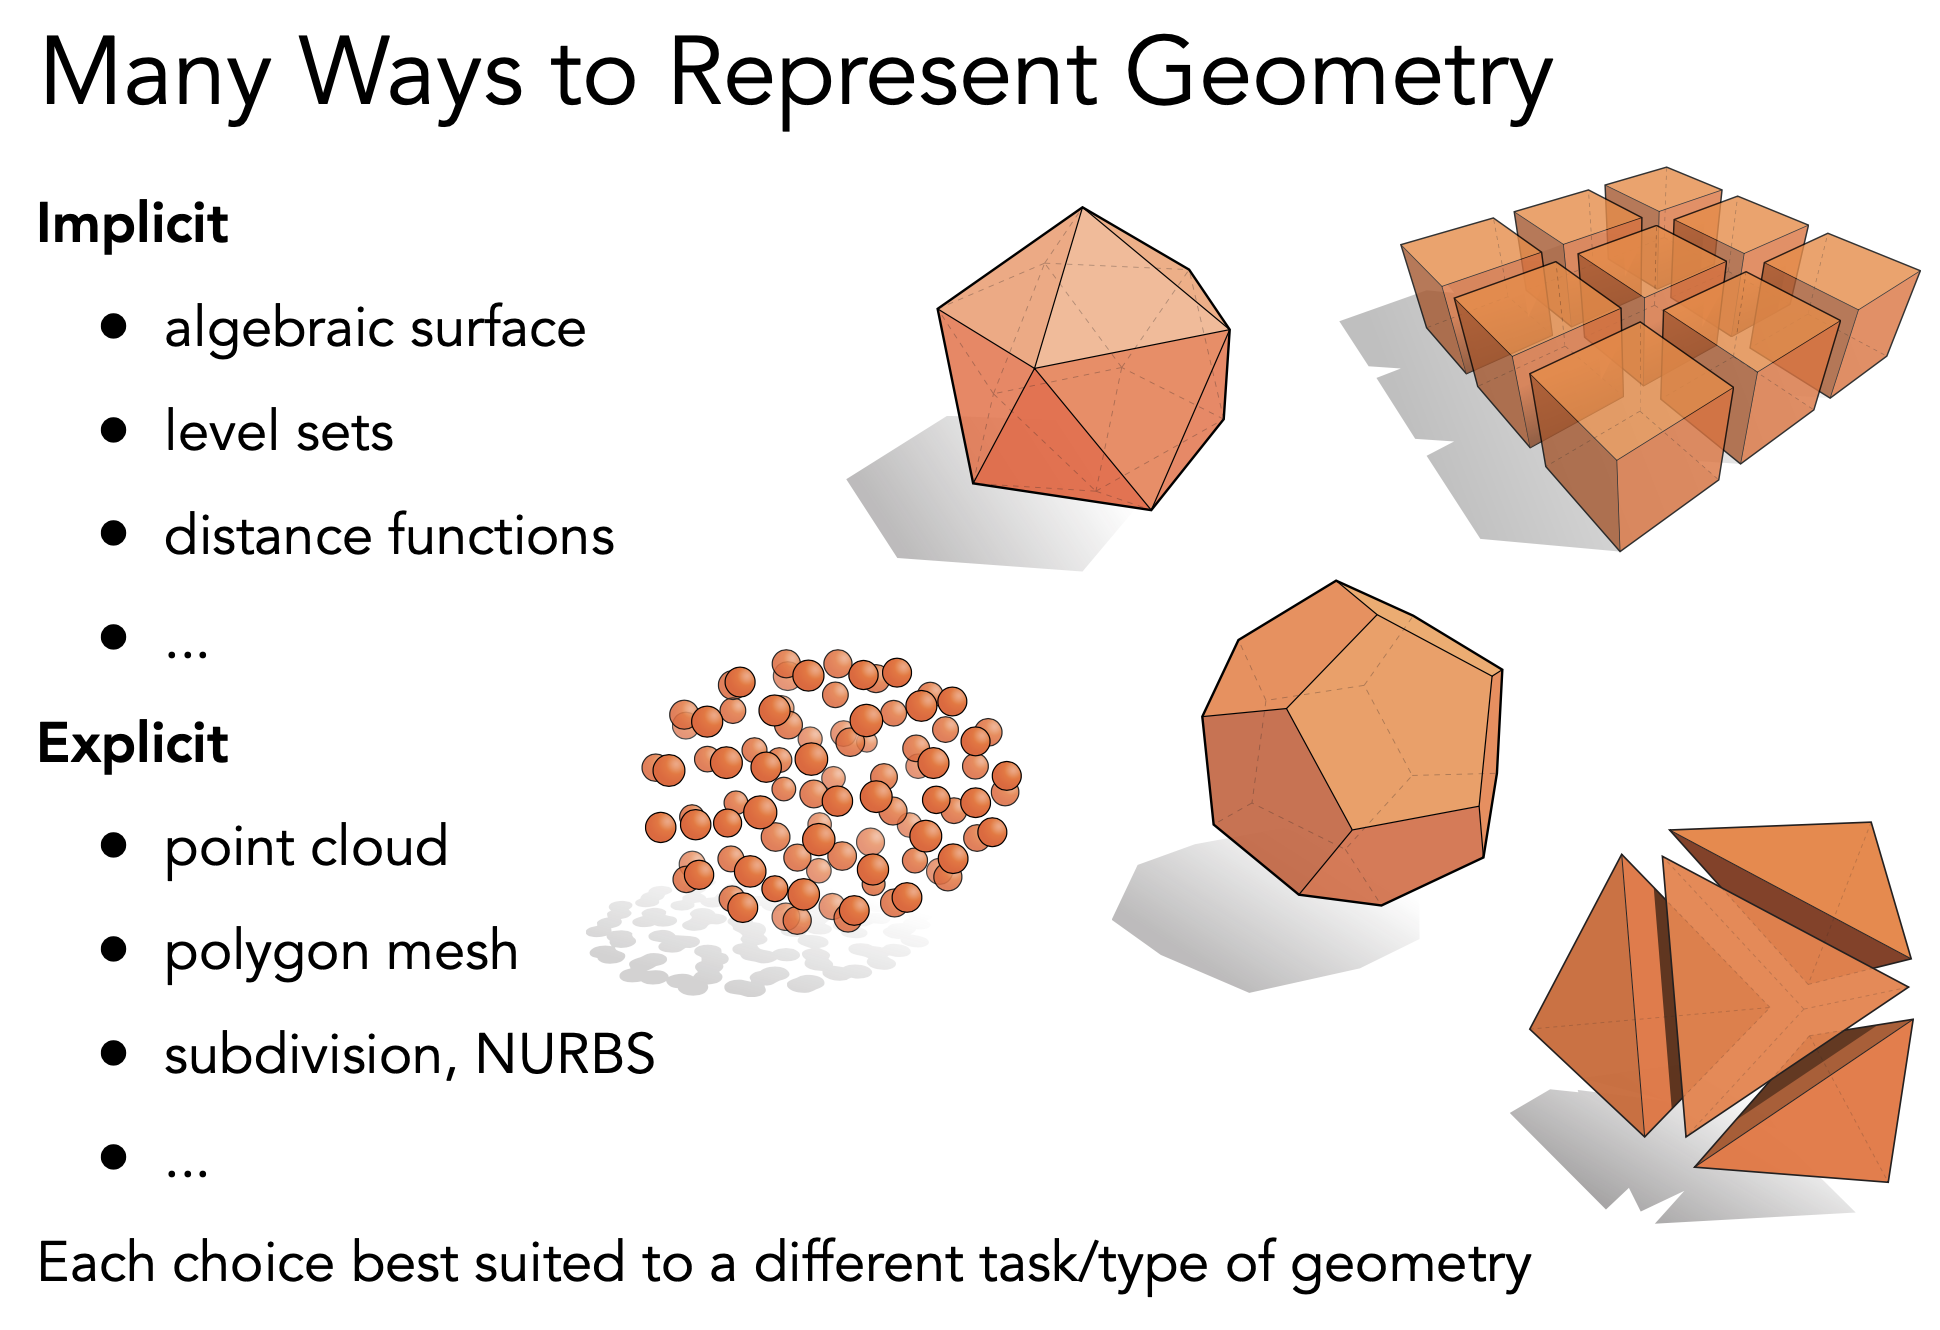 Many Ways to Represent Geometry
Implicit
● algebraic surface
● level sets
● distance functions
● ...
Explicit
● point cloud
● polygon mesh
● subdivision, NURBS
● ...
Each choice best suited to a different task/type of geometry